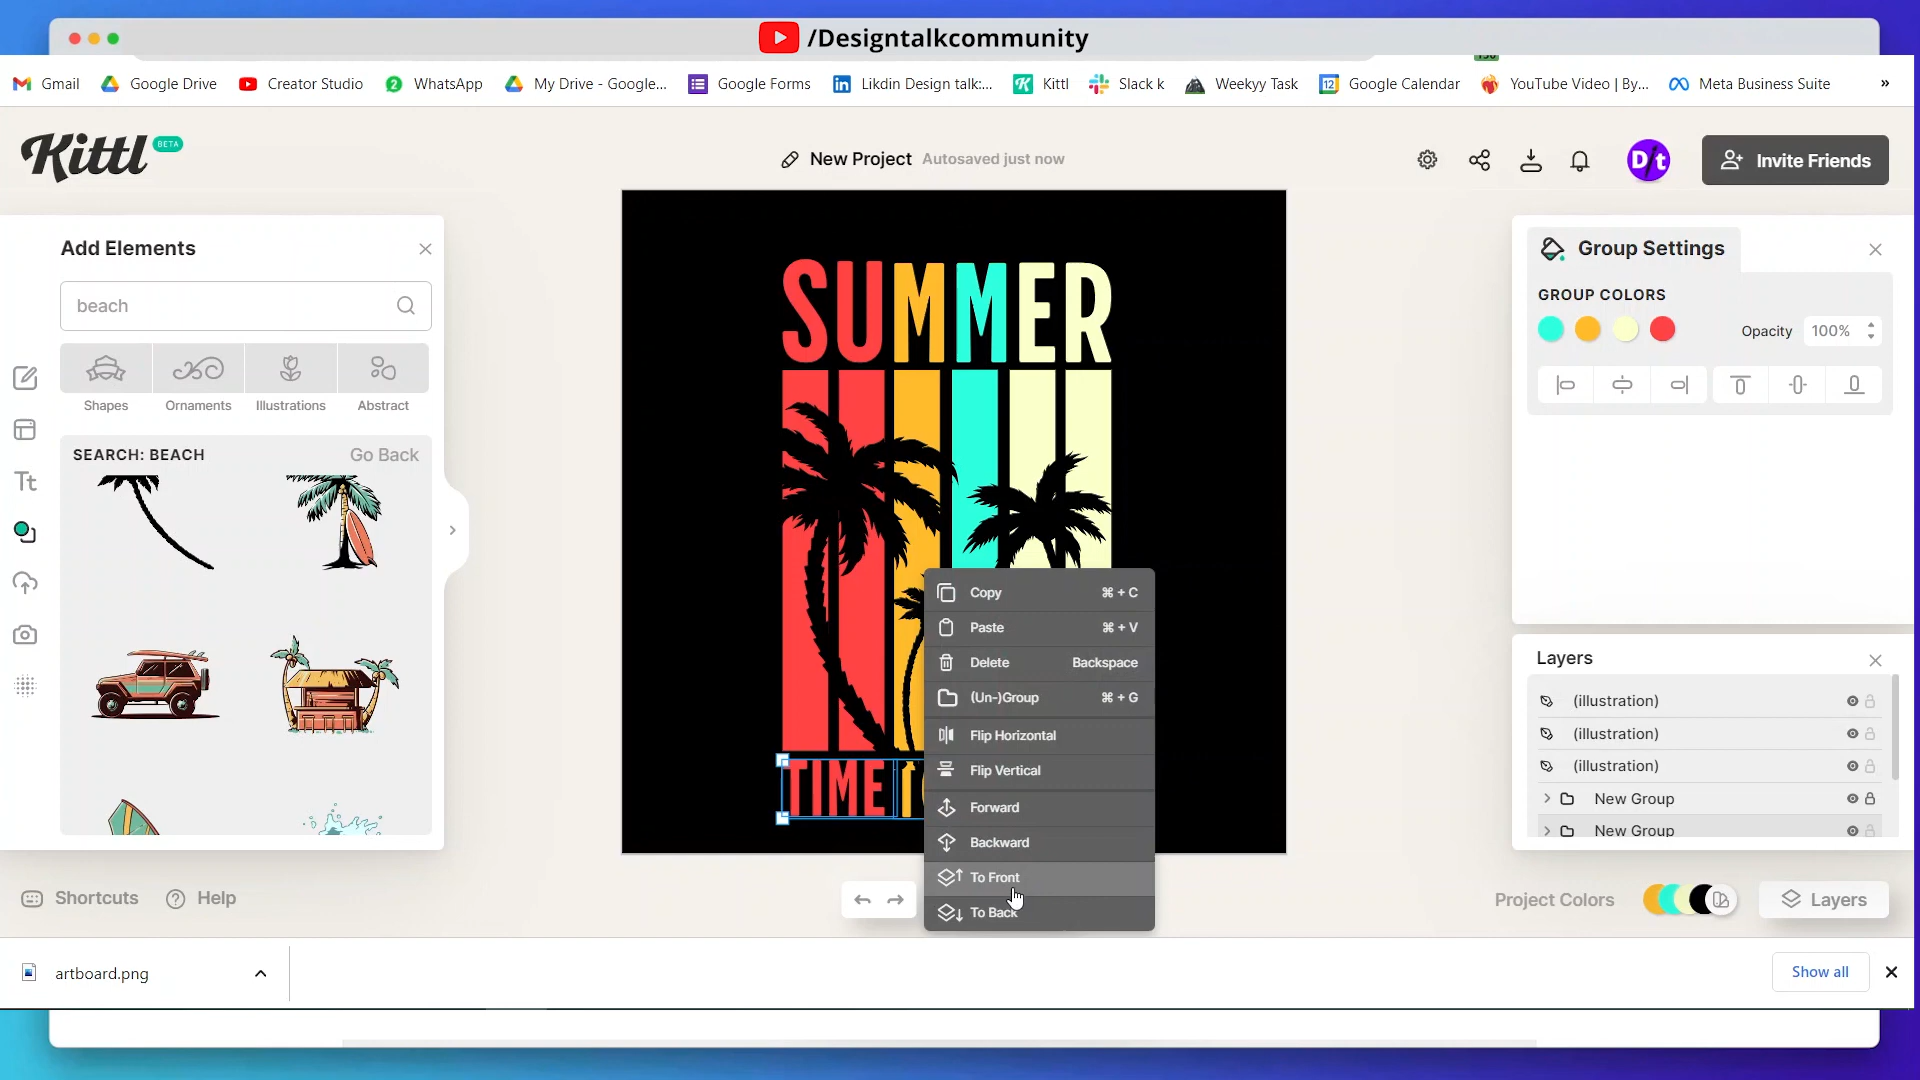 /Designtalkcommunity
Gmail
Google Drive
Creator Studio
WhatsApp
My Drive - Google...
Google Forms
Likdin Design talk:...
Kittl
Slack k
Weekyy Task
Google Calendar
YouTube Video | By...
Meta Business Suite
»
Kittl BETA
New Project Autosaved just now
D/t
Invite Friends
Add Elements
beach
Shapes
Ornaments
Illustrations
Abstract
SEARCH: BEACH
Go Back
Tt
SUMMER
TIME
Copy ⌘ + C
Paste ⌘ + V
Delete Backspace
(Un-)Group ⌘ + G
Flip Horizontal
Flip Vertical
Forward
Backward
To Front
To Back
Group Settings
GROUP COLORS
Opacity 100%
Layers
(illustration)
(illustration)
(illustration)
New Group
New Group
Shortcuts
Help
Project Colors
Layers
artboard.png
Show all